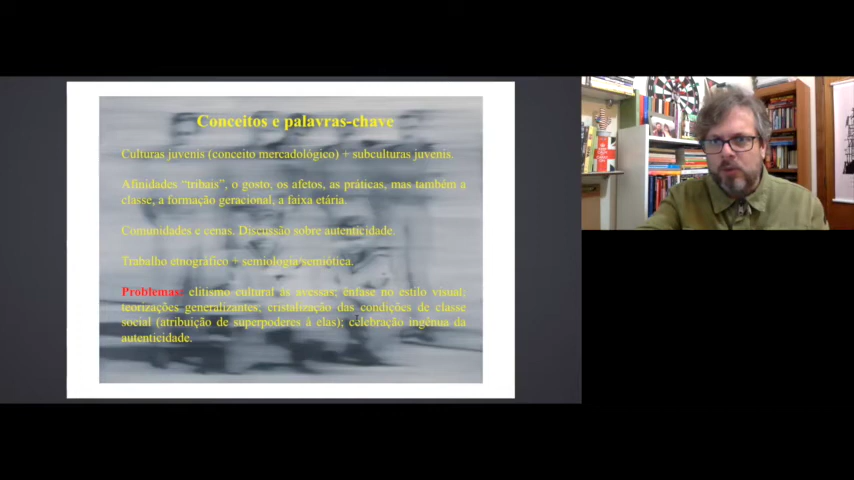 Conceitos e palavras-chave
Culturas juvenis (conceito mercadológico) + subculturas juvenis.
Afinidades "tribais", o gosto, os afetos, as práticas, mas também a
classe, a formação geracional, a faixa etária.
Comunidades e cenas. Discussão sobre autenticidade.
Trabalho etnográfico + semiologia/semiótica.
Problemas: elitismo cultural às avessas; ênfase no estilo visual;
teorizações generalizantes; cristalização das condições de classe
social (atribuição de superpoderes à elas); celebração ingênua da
autenticidade.